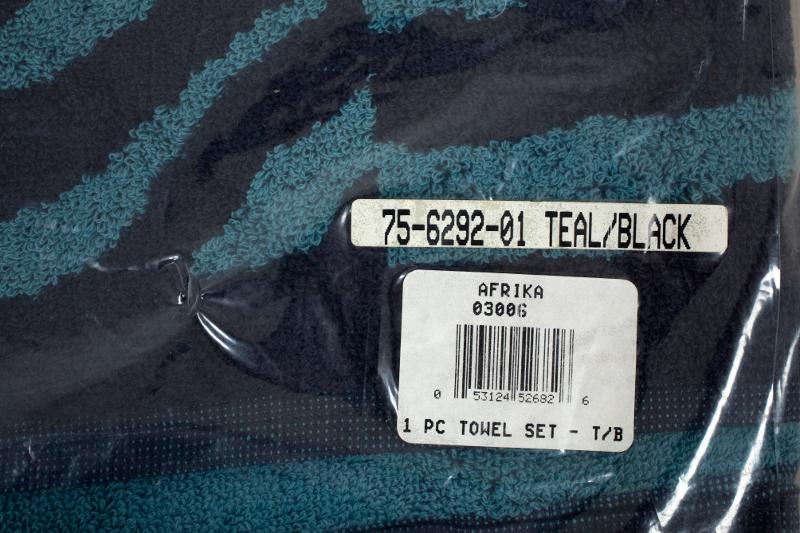 75-6292-01 TEAL/BLACK
AFRIKA
03006
0 53124 52682 6
1 PC TOWEL SET - T/B